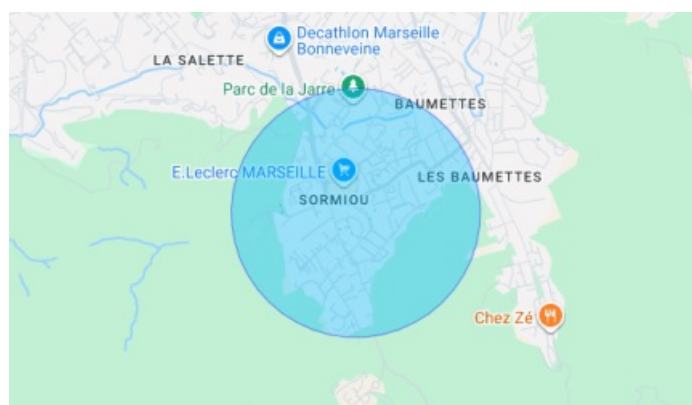 Decathlon Marseille
Bonneveine
LA SALETTE
Parc de la Jarre
BAUMETTES
E.Leclerc MARSEILLE
LES BAUMETTES
SORMIOU
Chez Zé